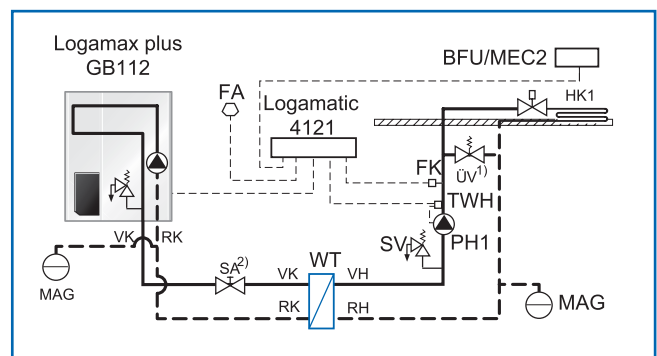 Logamax plus
GB112
BFU/MEC2
FA
Logamatic
4121
HK1
FK
ÜV1)
TWH
SV
PH1
VK
RK
SA2)
VK
WT
VH
MAG
RK
RH
MAG